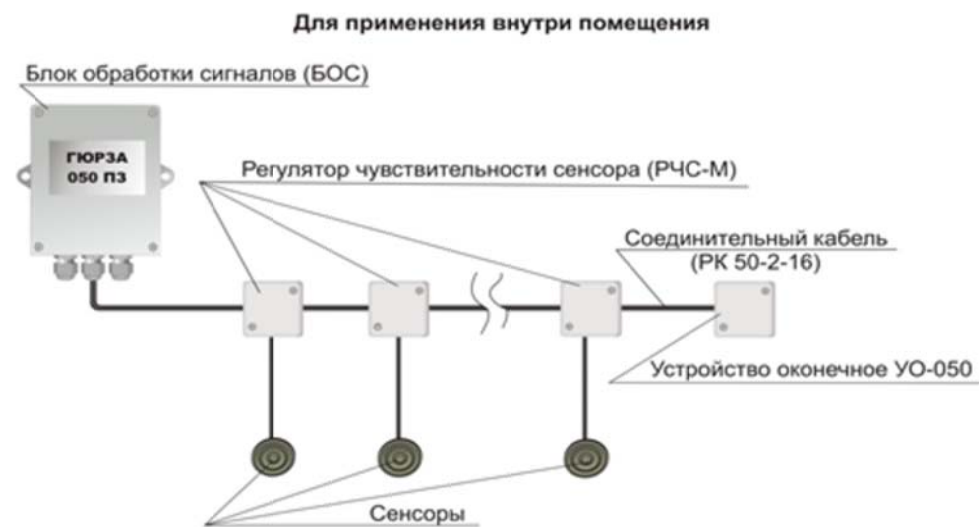 Для применения внутри помещения
Блок обработки сигналов (БОС)
ГЮРЗА
050 ПЗ
Регулятор чувствительности сенсора (РЧС-М)
Соединительный кабель
(РК 50-2-16)
Устройство оконечное УО-050
Сенсоры